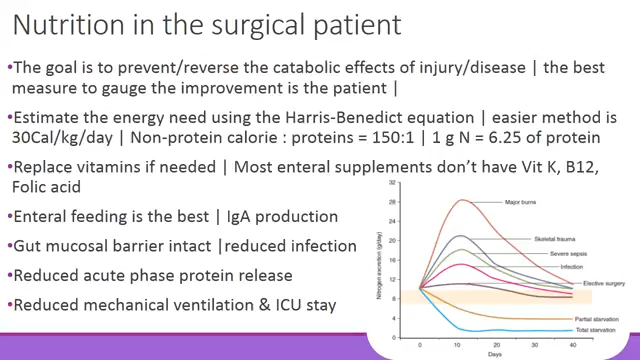 Nutrition in the surgical patient
•The goal is to prevent/reverse the catabolic effects of injury/disease | the best
measure to gauge the improvement is the patient |
•Estimate the energy need using the Harris-Benedict equation | easier method is
30Cal/kg/day | Non-protein calorie : proteins = 150:1 | 1 g N = 6.25 of protein
•Replace vitamins if needed | Most enteral supplements don't have Vit K, B12,
Folic acid
•Enteral feeding is the best | IgA production
•Gut mucosal barrier intact |reduced infection
•Reduced acute phase protein release
•Reduced mechanical ventilation & ICU stay
Nitrogen excretion (g/day)
32
28
24
20
16
12
8
4
0
Major burns
Skeletal trauma
Severe sepsis
Infection
Elective surgery
Partial starvation
Total starvation
0 10 20 30 40
Days